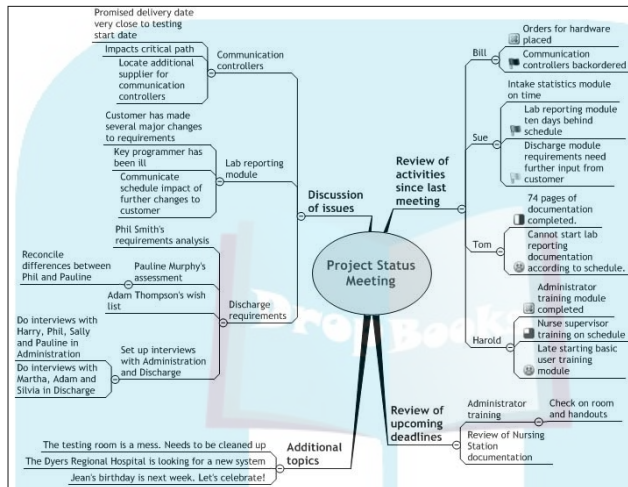 Project Status
Meeting
Review of
activities
since last
meeting
Bill
Orders for hardware
placed
Communication
controllers backordered
Sue
Intake statistics module
on time
Lab reporting module
ten days behind
schedule
Discharge module
requirements need
further input from
customer
Tom
74 pages of
documentation
completed.
Cannot start lab
reporting
documentation
according to schedule.
Harold
Administrator
training module
completed
Nurse supervisor
training on schedule
Late starting basic
user training
module
Review of
upcoming
deadlines
Administrator
training
Check on room
and handouts
Review of Nursing
Station
documentation
Discussion
of issues
Communication
controllers
Promised delivery date
very close to testing
start date
Impacts critical path
Locate additional
supplier for
communication
controllers
Lab reporting
module
Customer has made
several major changes
to requirements
Key programmer has
been ill
Communicate
schedule impact of
further changes to
customer
Discharge
requirements
Phil Smith's
requirements analysis
Pauline Murphy's
assessment
Reconcile
differences between
Phil and Pauline
Adam Thompson's wish
list
Set up interviews
with Administration
and Discharge
Do interviews with
Harry, Phil, Sally
and Pauline in
Administration
Do interviews with
Martha, Adam and
Silvia in Discharge
Additional
topics
The testing room is a mess. Needs to be cleaned up
The Dyers Regional Hospital is looking for a new system
Jean's birthday is next week. Let's celebrate!
DropBooks